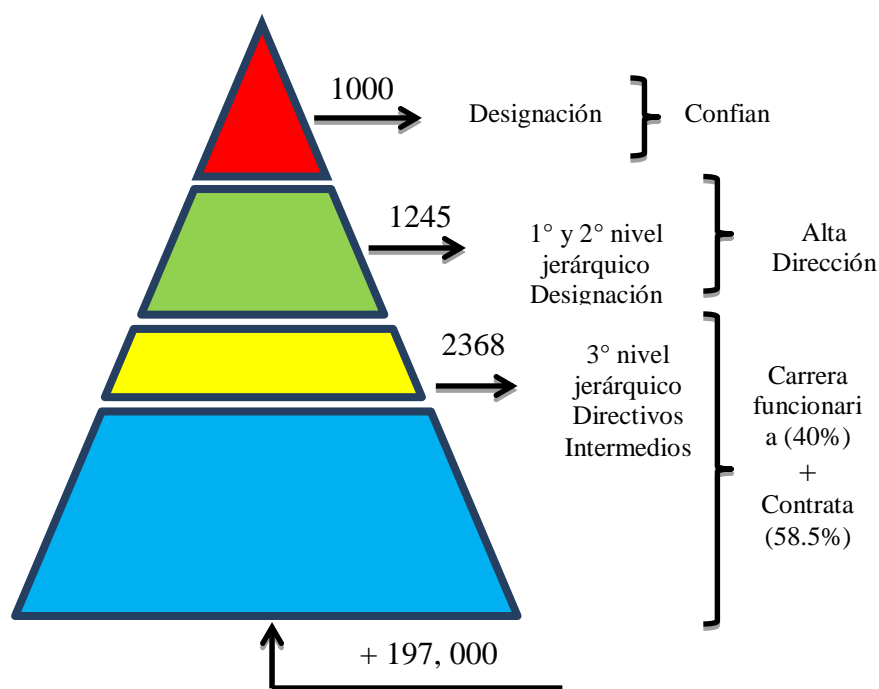 1000
Designación
Confian
1245
1° y 2° nivel
jerárquico
Designación
Alta
Dirección
2368
3° nivel
jerárquico
Directivos
Intermedios
Carrera
funcionari
a (40%)
+
Contrata
(58.5%)
+ 197, 000